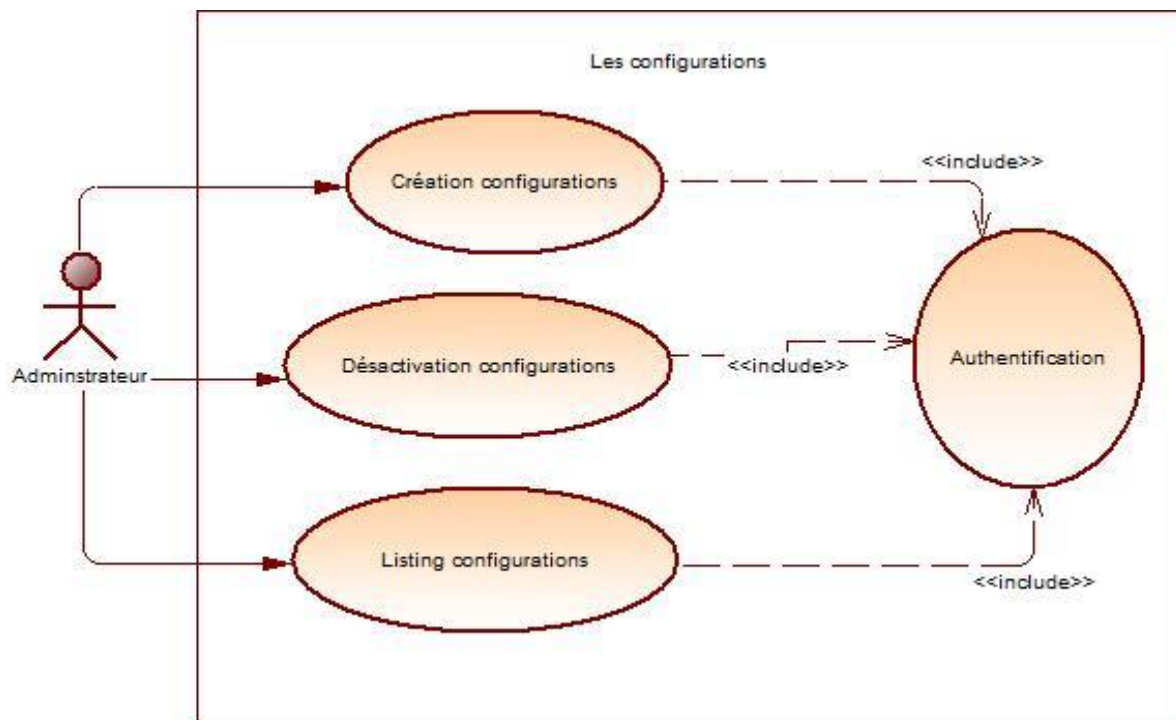 Les configurations
<<include>>
Création configurations
Adminstrateur
Désactivation configurations
<<include>>
Authentification
Listing configurations
<<include>>